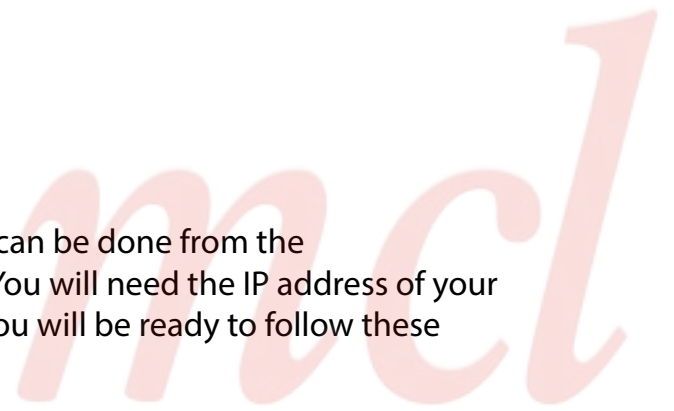 mcl
can be done from the
You will need the IP address of your
ou will be ready to follow these